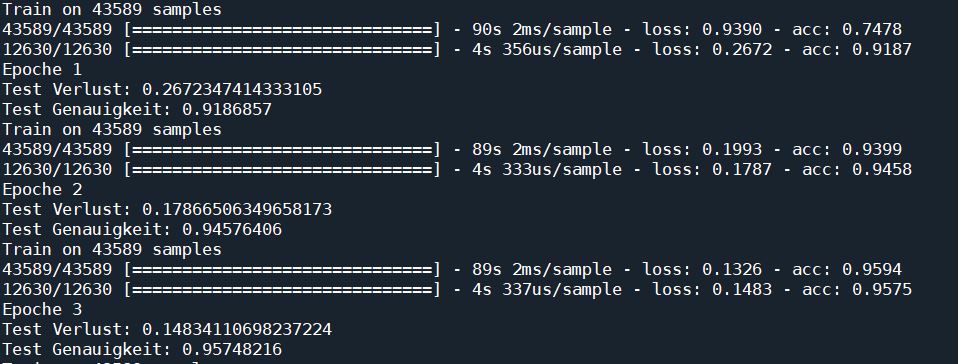 Train on 43589 samples
43589/43589 [==============================] - 90s 2ms/sample - loss: 0.9390 - acc: 0.7478
12630/12630 [==============================] - 4s 356us/sample - loss: 0.2672 - acc: 0.9187
Epoche 1
Test Verlust: 0.2672347414333105
Test Genauigkeit: 0.9186857
Train on 43589 samples
43589/43589 [==============================] - 89s 2ms/sample - loss: 0.1993 - acc: 0.9399
12630/12630 [==============================] - 4s 333us/sample - loss: 0.1787 - acc: 0.9458
Epoche 2
Test Verlust: 0.17866506349658173
Test Genauigkeit: 0.94576406
Train on 43589 samples
43589/43589 [==============================] - 89s 2ms/sample - loss: 0.1326 - acc: 0.9594
12630/12630 [==============================] - 4s 337us/sample - loss: 0.1483 - acc: 0.9575
Epoche 3
Test Verlust: 0.14834110698237224
Test Genauigkeit: 0.95748216